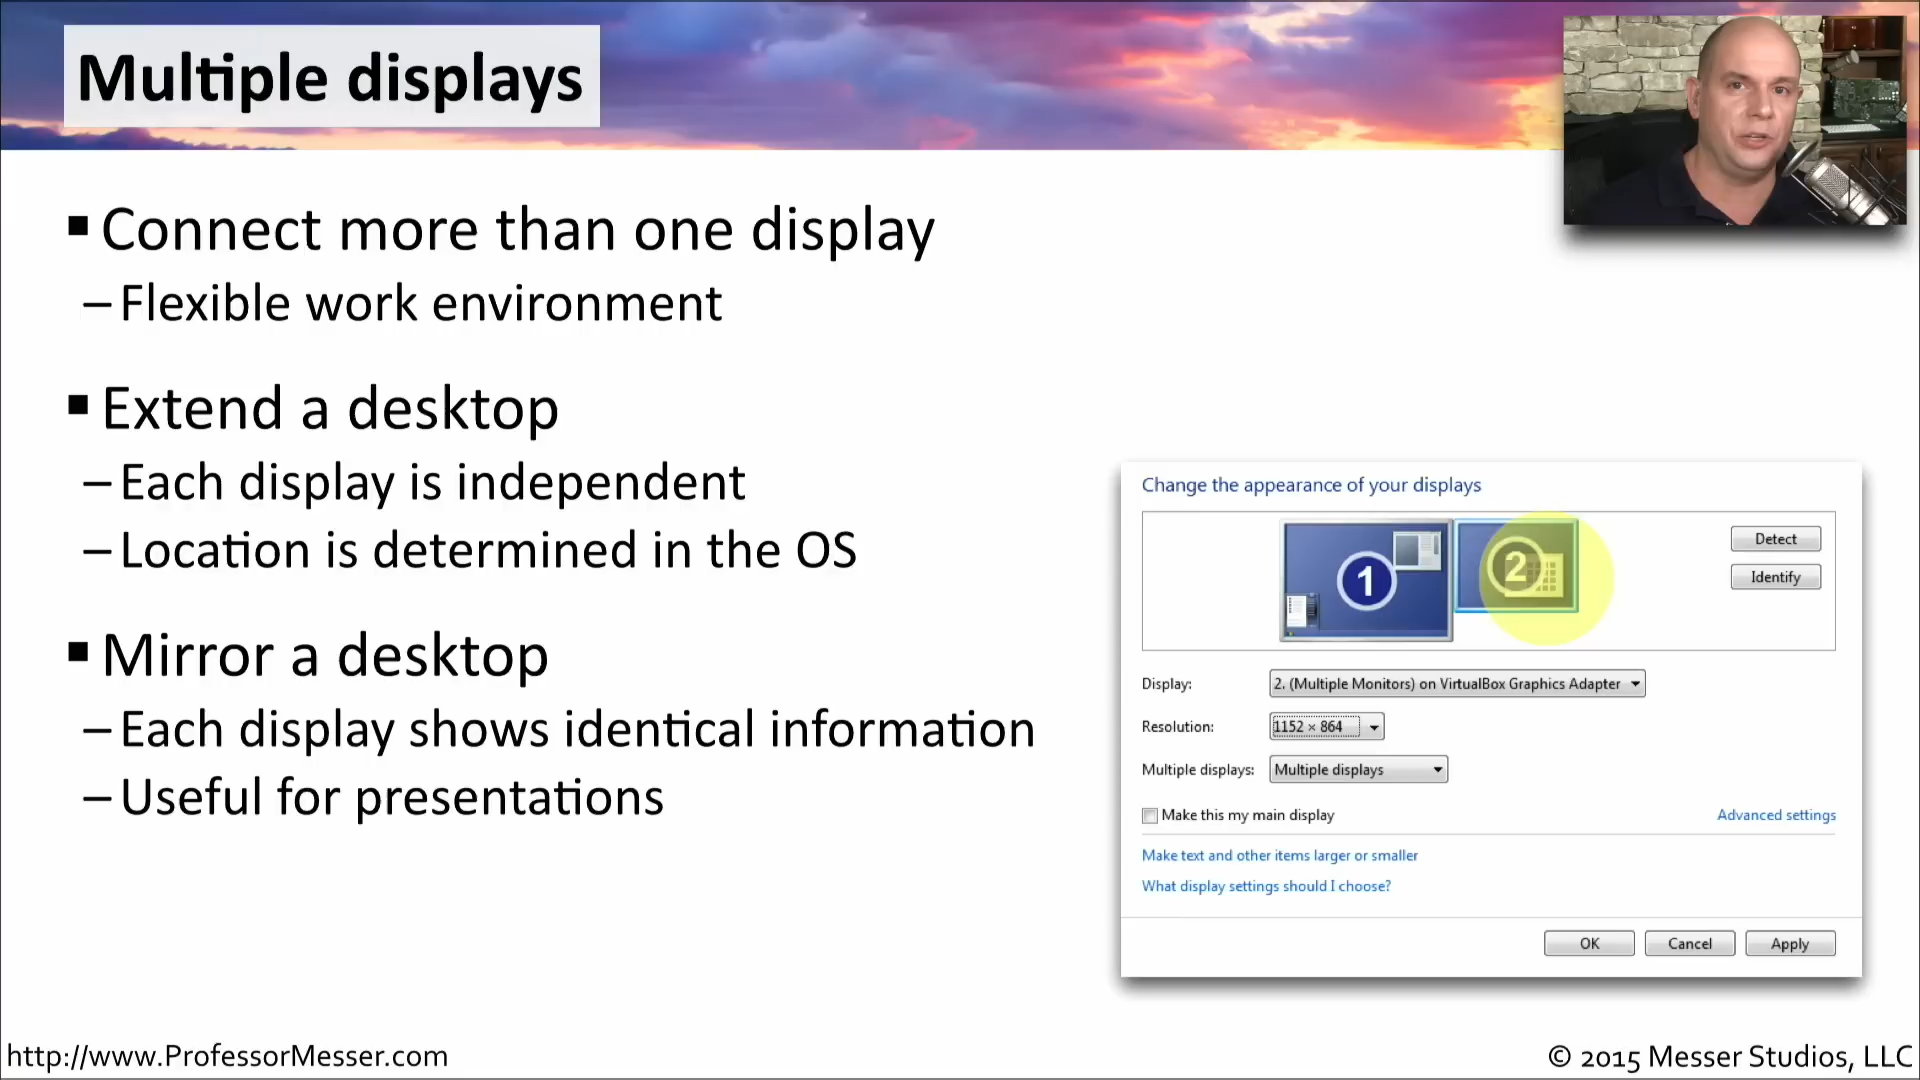 Multiple displays
▪ Connect more than one display
– Flexible work environment
▪ Extend a desktop
– Each display is independent
– Location is determined in the OS
▪ Mirror a desktop
– Each display shows identical information
– Useful for presentations
Change the appearance of your displays
1
2
Detect
Identify
Display: 2. (Multiple Monitors) on VirtualBox Graphics Adapter
Resolution: 1152 × 864
Multiple displays: Multiple displays
Make this my main display
Advanced settings
Make text and other items larger or smaller
What display settings should I choose?
OK Cancel Apply
http://www.ProfessorMesser.com
© 2015 Messer Studios, LLC